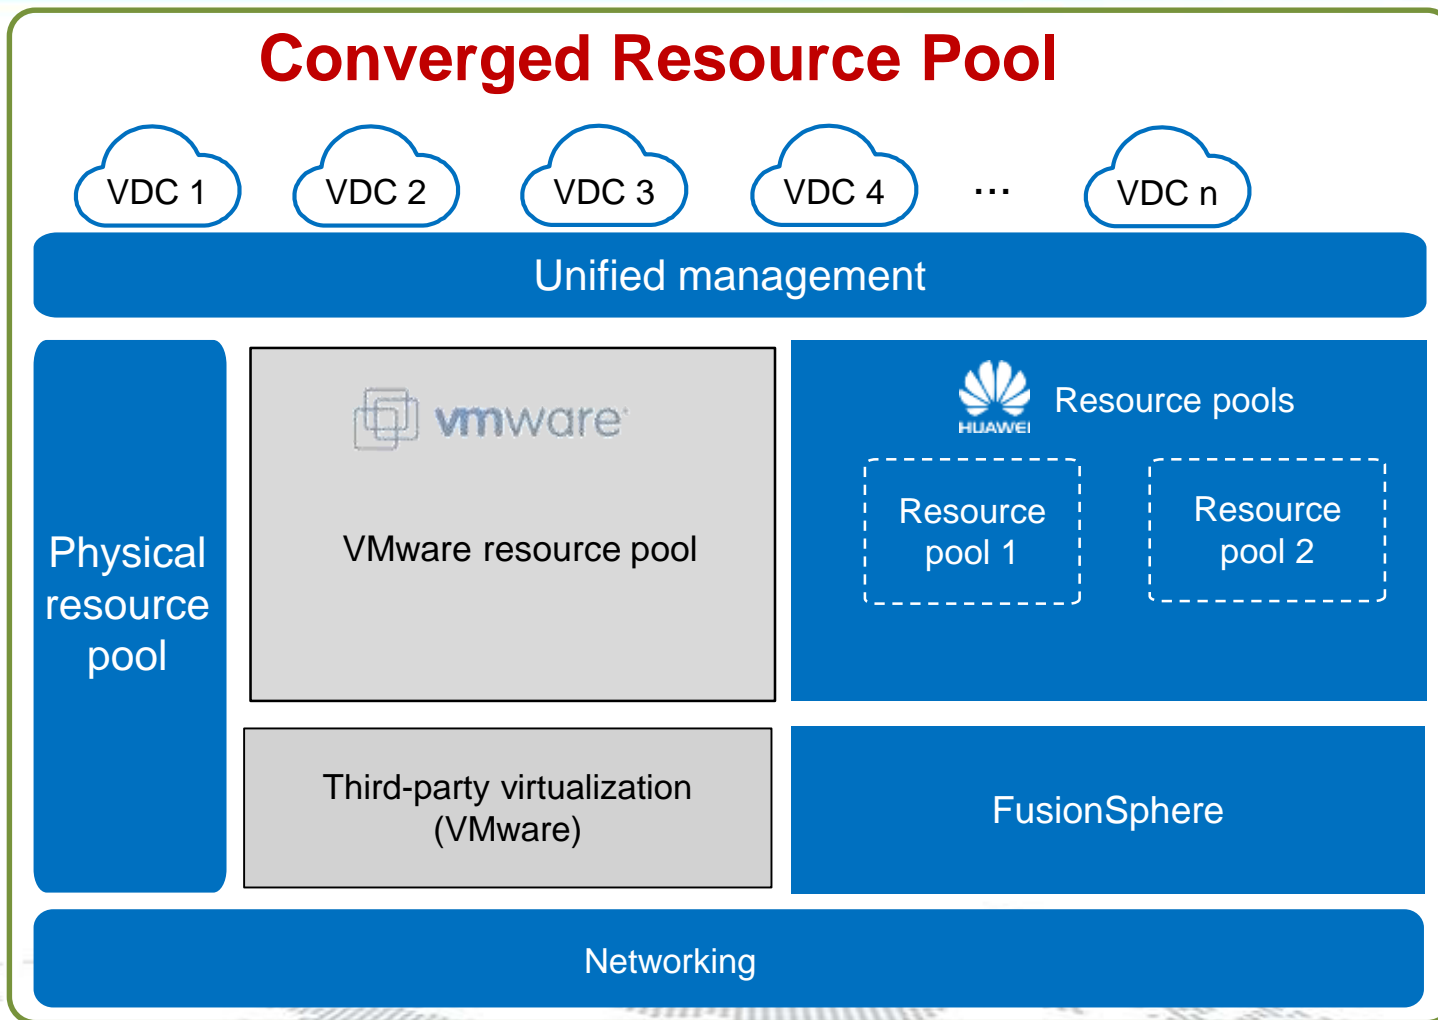 Converged Resource Pool
VDC 1
VDC 2
VDC 3
VDC 4
...
VDC n
Unified management
Physical
resource
pool
vmware
VMware resource pool
HUAWEI
Resource pools
Resource
pool 1
Resource
pool 2
Third-party virtualization
(VMware)
FusionSphere
Networking